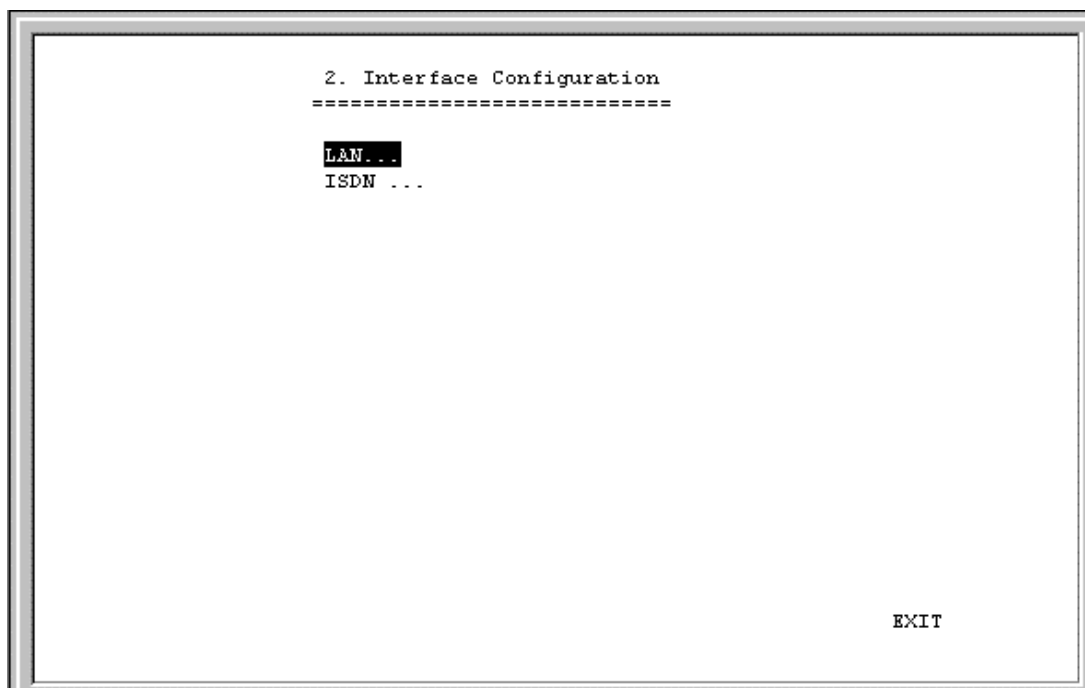 2. Interface Configuration
============================
LAN...
ISDN ...
EXIT